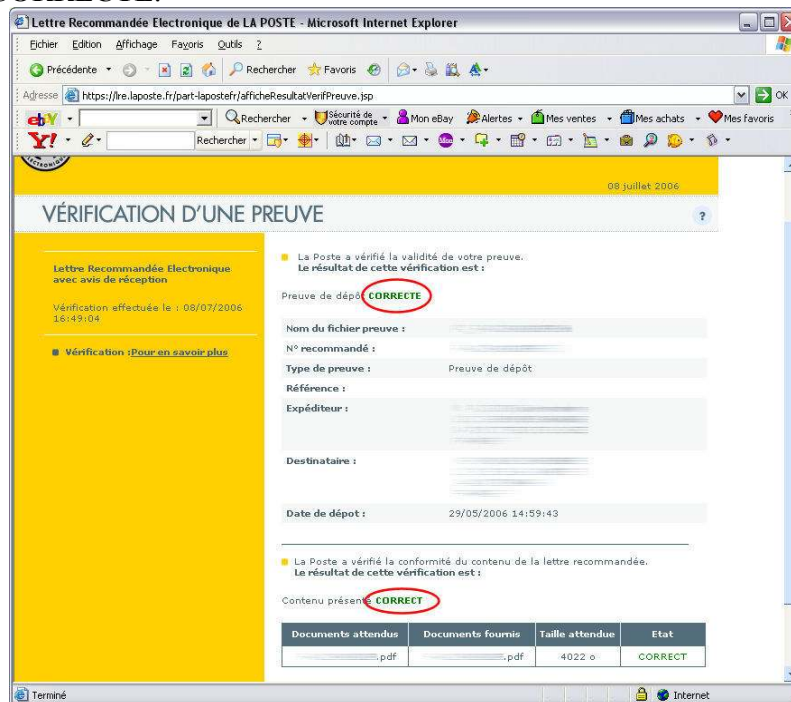 CORRECTE.
Lettre Recommandée Electronique de LA POSTE - Microsoft Internet Explorer
Fichier Edition Affichage Favoris Outils ?
Précédente Rechercher Favoris
Adresse https://lre.laposte.fr/part-lapostefr/afficheResultatVerifPreuve.jsp OK
ebY Rechercher Sécurité de votre compte Mon eBay Alertes Mes ventes Mes achats Mes favoris
Y! Rechercher
08 juillet 2006
VÉRIFICATION D'UNE PREUVE ?
Lettre Recommandée Electronique
avec avis de réception
Vérification effectuée le : 08/07/2006
16:49:04
Vérification :Pour en savoir plus
La Poste a vérifié la validité de votre preuve.
Le résultat de cette vérification est :
Preuve de dépôt CORRECTE
Nom du fichier preuve :
N° recommandé :
Type de preuve : Preuve de dépôt
Référence :
Expéditeur :
Destinataire :
Date de dépot : 29/05/2006 14:59:43
La Poste a vérifié la conformité du contenu de la lettre recommandée.
Le résultat de cette vérification est :
Contenu présenté CORRECT
Documents attendus Documents fournis Taille attendue Etat
.pdf .pdf 4022 o CORRECT
Terminé Internet